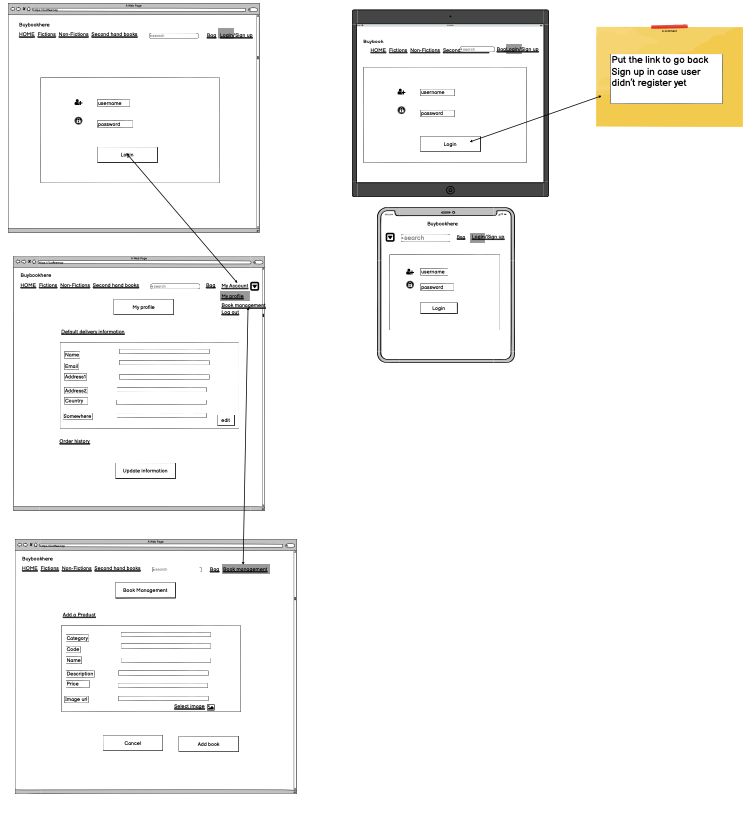 A Web Page
Buybookhere
HOME Fictions Non-Fictions Second hand books search Bag Login/Sign up
username
password
Login
Buybook
HOME Fictions Non-Fictions Second search Bag Login/Sign up
username
password
Login
Put the link to go back
Sign up in case user
didn't register yet
Buybookhere
search Bag Login/Sign up
username
password
Login
A Web Page
Buybookhere
HOME Fictions Non-Fictions Second hand books search Bag My Account
My profile
My profile
Book management
Log out
Default delivery information
Name
Email
Address1
Address2
Country
Somewhere
edit
Order history
Update information
A Web Page
Buybookhere
HOME Fictions Non-Fictions Second hand books search Bag Book management
Book Management
Add a Product
Category
Code
Name
Description
Price
Image url
Select image
Cancel
Add book